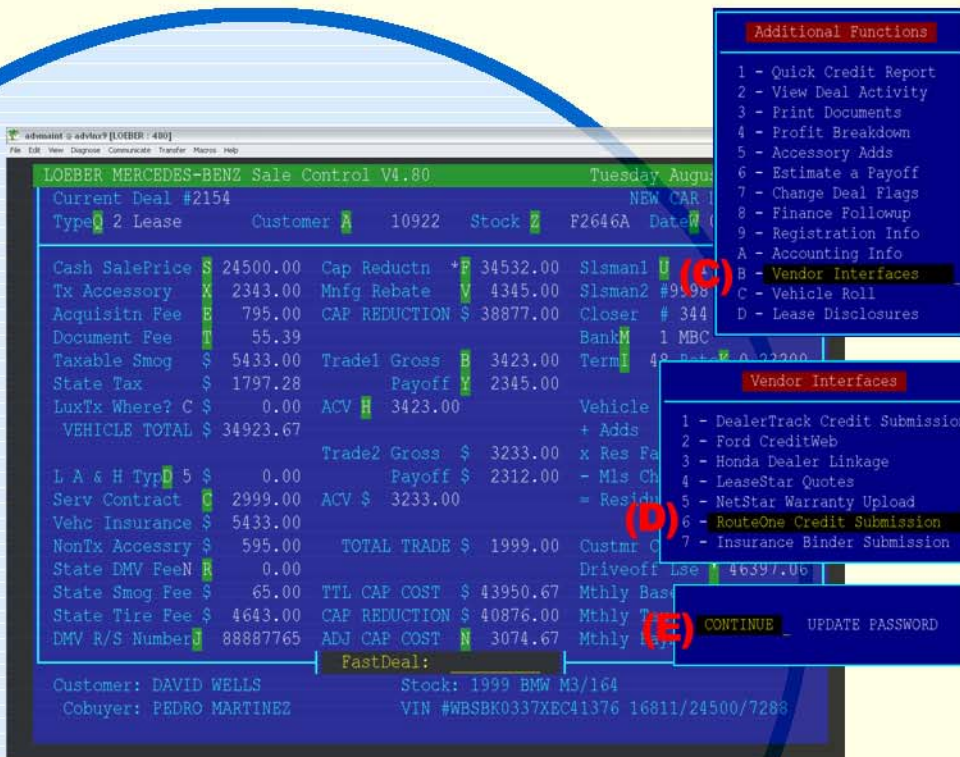 advmaint @ advlnx9 [LOEBER : 480]
File Edit View Diagnose Communicate Transfer Macros Help
LOEBER MERCEDES-BENZ Sale Control V4.80 Tuesday Augus
Current Deal #2154 NEW CAR
TypeQ 2 Lease Customer A 10922 Stock Z F2646A DateW
Cash SalePrice S 24500.00 Cap Reductn *F 34532.00 Slsman1 U
Tx Accessory X 2343.00 Mnfg Rebate V 4345.00 Slsman2 #9598
Acquisitn Fee E 795.00 CAP REDUCTION $ 38877.00 Closer # 344
Document Fee T 55.39 BankM 1 MBC
Taxable Smog $ 5433.00 Trade1 Gross B 3423.00 TermI 48 RateK 0.23200
State Tax $ 1797.28 Payoff Y 2345.00
LuxTx Where? C $ 0.00 ACV H 3423.00 Vehicle
VEHICLE TOTAL $ 34923.67 + Adds
Trade2 Gross $ 3233.00 x Res Fa
L A & H TypD 5 $ 0.00 Payoff $ 2312.00 - Mls Ch
Serv Contract C 2999.00 ACV $ 3233.00 = Residu
Vehc Insurance $ 5433.00
NonTx Accessry $ 595.00 TOTAL TRADE $ 1999.00 Custmr C
State DMV FeeN R 0.00 Driveoff Lse * 46397.06
State Smog Fee $ 65.00 TTL CAP COST $ 43950.67 Mthly Base
State Tire Fee $ 4643.00 CAP REDUCTION $ 40876.00 Mthly
DMV R/S NumberJ 88887765 ADJ CAP COST N 3074.67 Mthly
FastDeal:
Customer: DAVID WELLS Stock: 1999 BMW M3/164
Cobuyer: PEDRO MARTINEZ VIN #WBSBK0337XEC41376 16811/24500/7288
Additional Functions
1 - Quick Credit Report
2 - View Deal Activity
3 - Print Documents
4 - Profit Breakdown
5 - Accessory Adds
6 - Estimate a Payoff
7 - Change Deal Flags
8 - Finance Followup
9 - Registration Info
A - Accounting Info
(C) B - Vendor Interfaces
C - Vehicle Roll
D - Lease Disclosures
Vendor Interfaces
1 - DealerTrack Credit Submission
2 - Ford CreditWeb
3 - Honda Dealer Linkage
4 - LeaseStar Quotes
5 - NetStar Warranty Upload
(D) 6 - RouteOne Credit Submission
7 - Insurance Binder Submission
(E) CONTINUE _ UPDATE PASSWORD